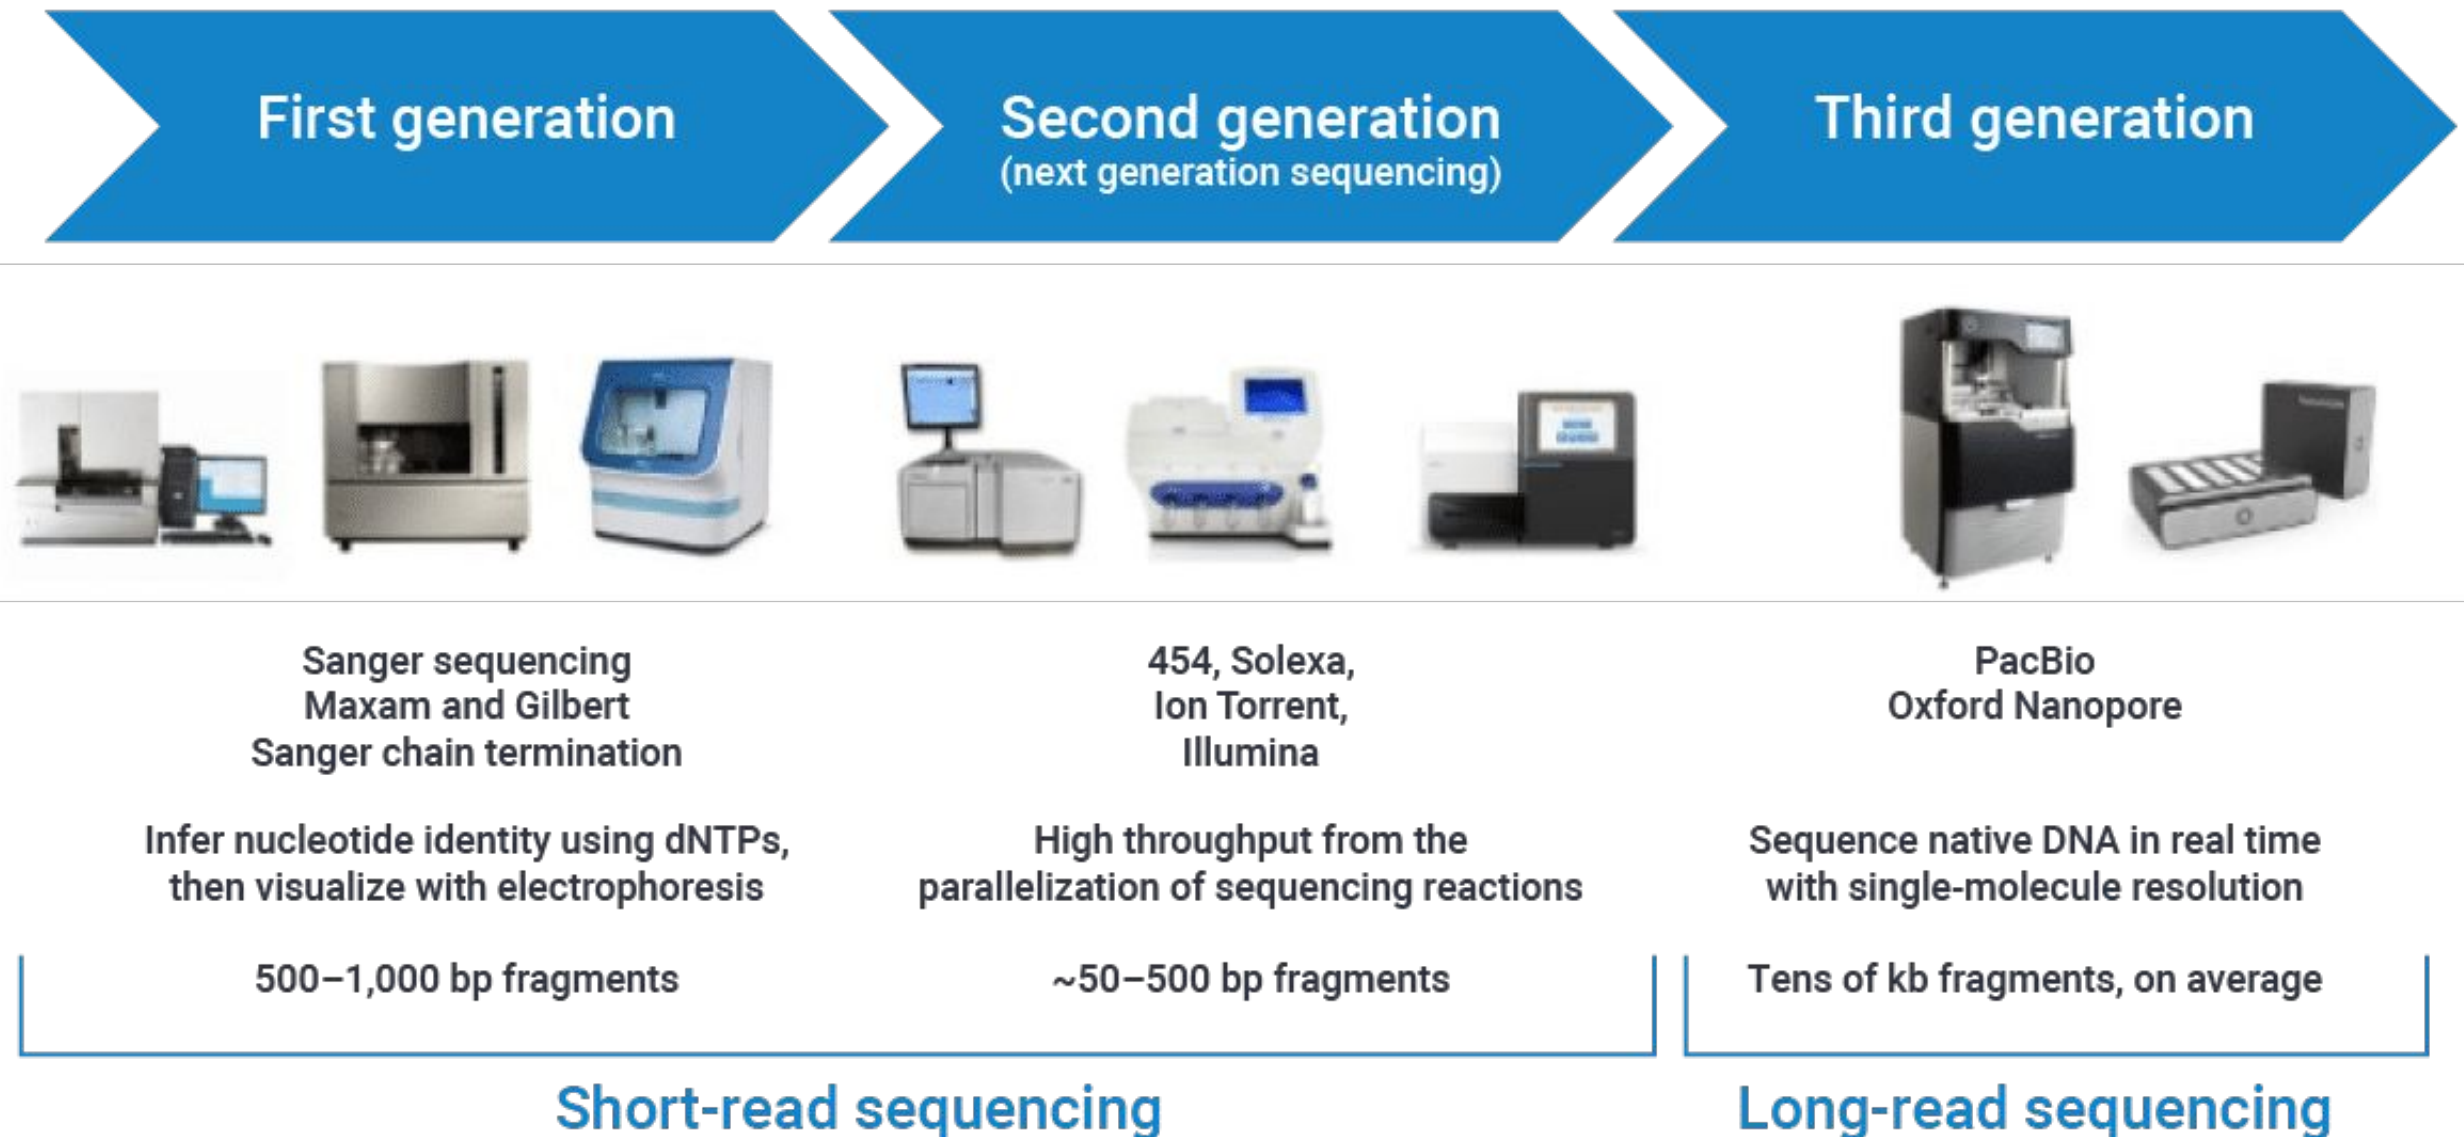 First generation
Second generation
(next generation sequencing)
Third generation
Sanger sequencing
Maxam and Gilbert
Sanger chain termination
454, Solexa,
Ion Torrent,
Illumina
PacBio
Oxford Nanopore
Infer nucleotide identity using dNTPs,
then visualize with electrophoresis
High throughput from the
parallelization of sequencing reactions
Sequence native DNA in real time
with single-molecule resolution
500–1,000 bp fragments
~50–500 bp fragments
Tens of kb fragments, on average
Short-read sequencing
Long-read sequencing